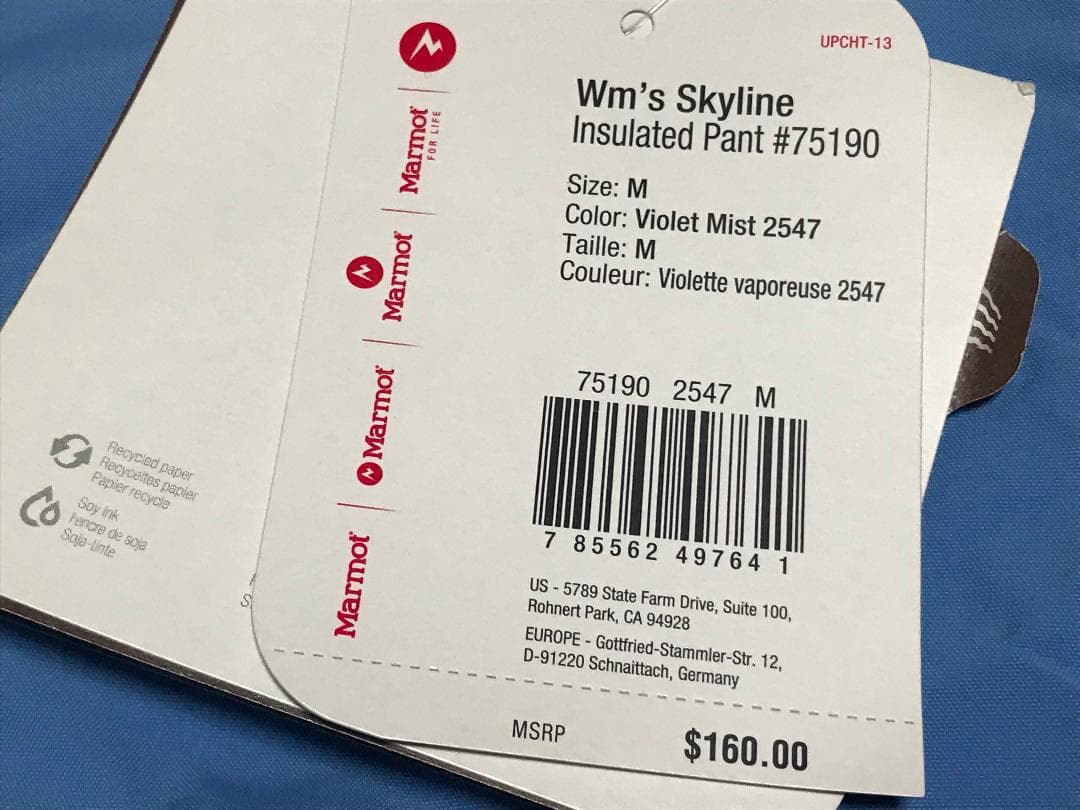 UPCHT-13
Wm's Skyline
Insulated Pant #75190
Size: M
Color: Violet Mist 2547
Taille: M
Couleur: Violette vaporeuse 2547
75190 2547 M
7 85562 49764 1
US - 5789 State Farm Drive, Suite 100,
Rohnert Park, CA 94928
EUROPE - Gottfried-Stammler-Str. 12,
D-91220 Schnaittach, Germany
MSRP $160.00
Marmot
FOR LIFE
Marmot
Marmot
Marmot
Recycled paper
Recyceltes papier
Papier recycle
Soy Ink
l'encre de soja
Soja-tinte